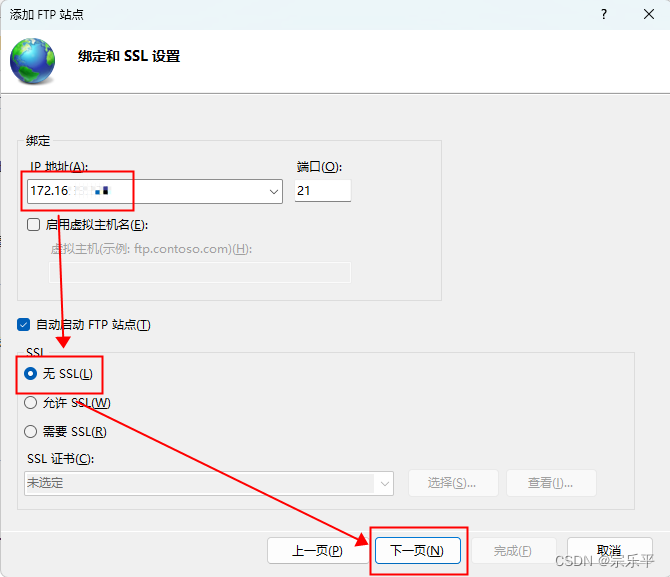 添加 FTP 站点
绑定和 SSL 设置
绑定
IP 地址(A):
端口(O):
172.16
21
启用虚拟主机名(E):
虚拟主机(示例: ftp.contoso.com)(H):
自动启动 FTP 站点(T)
SSL
无 SSL(L)
允许 SSL(W)
需要 SSL(R)
SSL 证书(C):
未选定
选择(S)...
查看(I)...
上一页(P)
下一页(N)
完成(F)
取消
CSDN @宗乐平